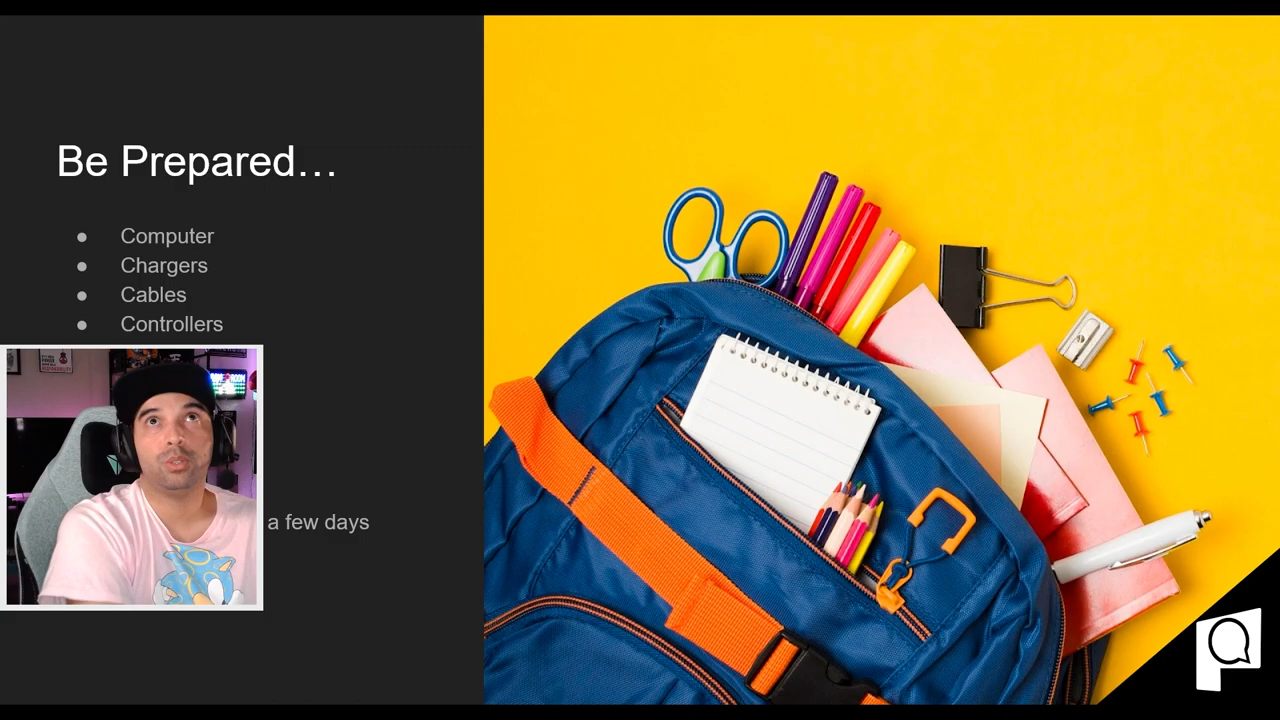 Be Prepared…
● Computer
● Chargers
● Cables
● Controllers
a few days